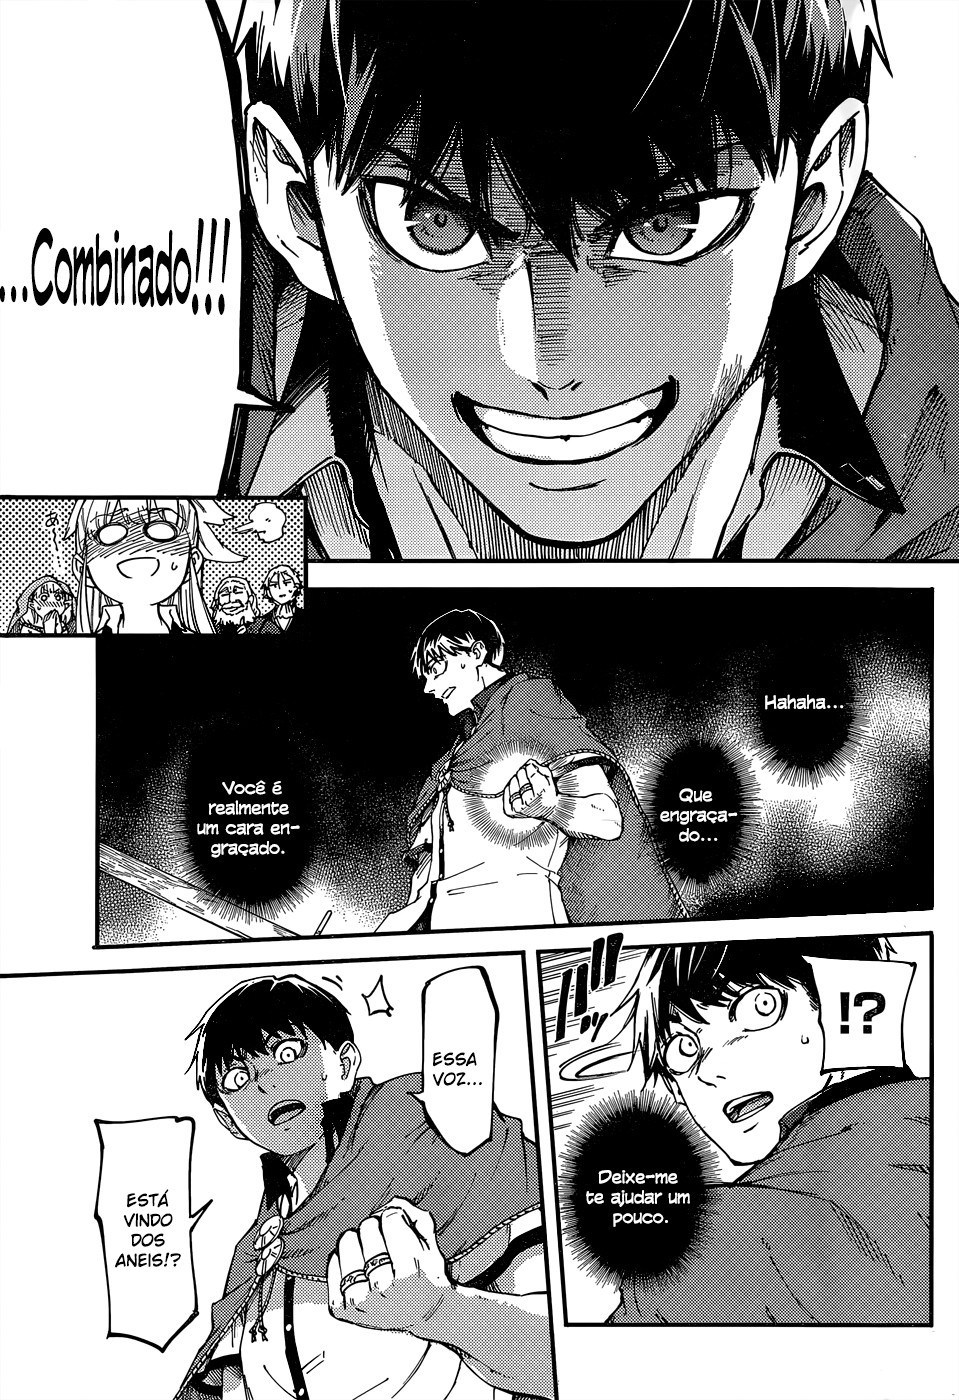 ...Combinado!!!
あ
Hahaha...
Que
engraça-
do...
Você é
realmente
um cara en-
graçado.
!?
Deixe-me
te ajudar um
pouco.
ESSA
VOZ...
ESTÁ
VINDO
DOS
ANEIS!?